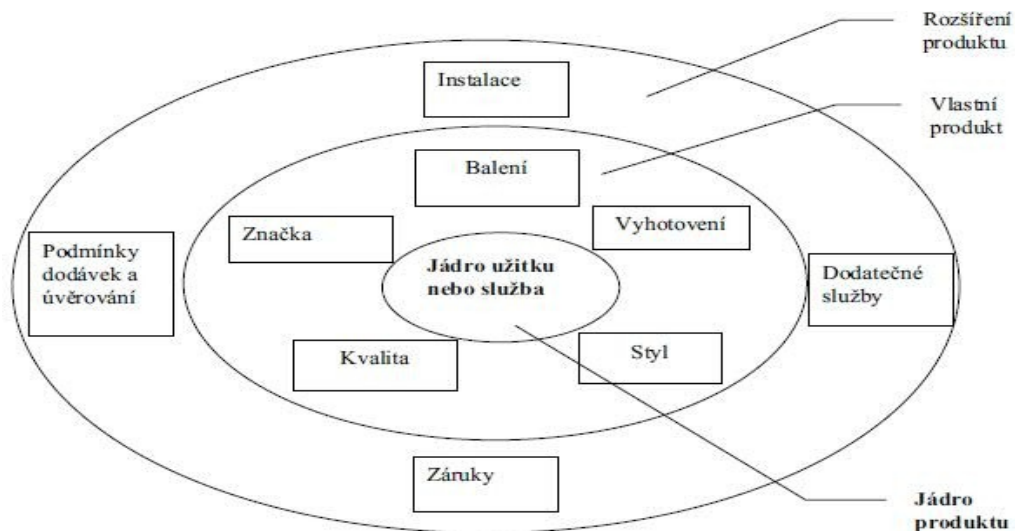 Rozšíření
produktu
Instalace
Vlastní
produkt
Balení
Značka
Vyhotovení
Podmínky
dodávek a
úvěrování
Jádro užitku
nebo služba
Dodatečné
služby
Kvalita
Styl
Záruky
Jádro
produktu